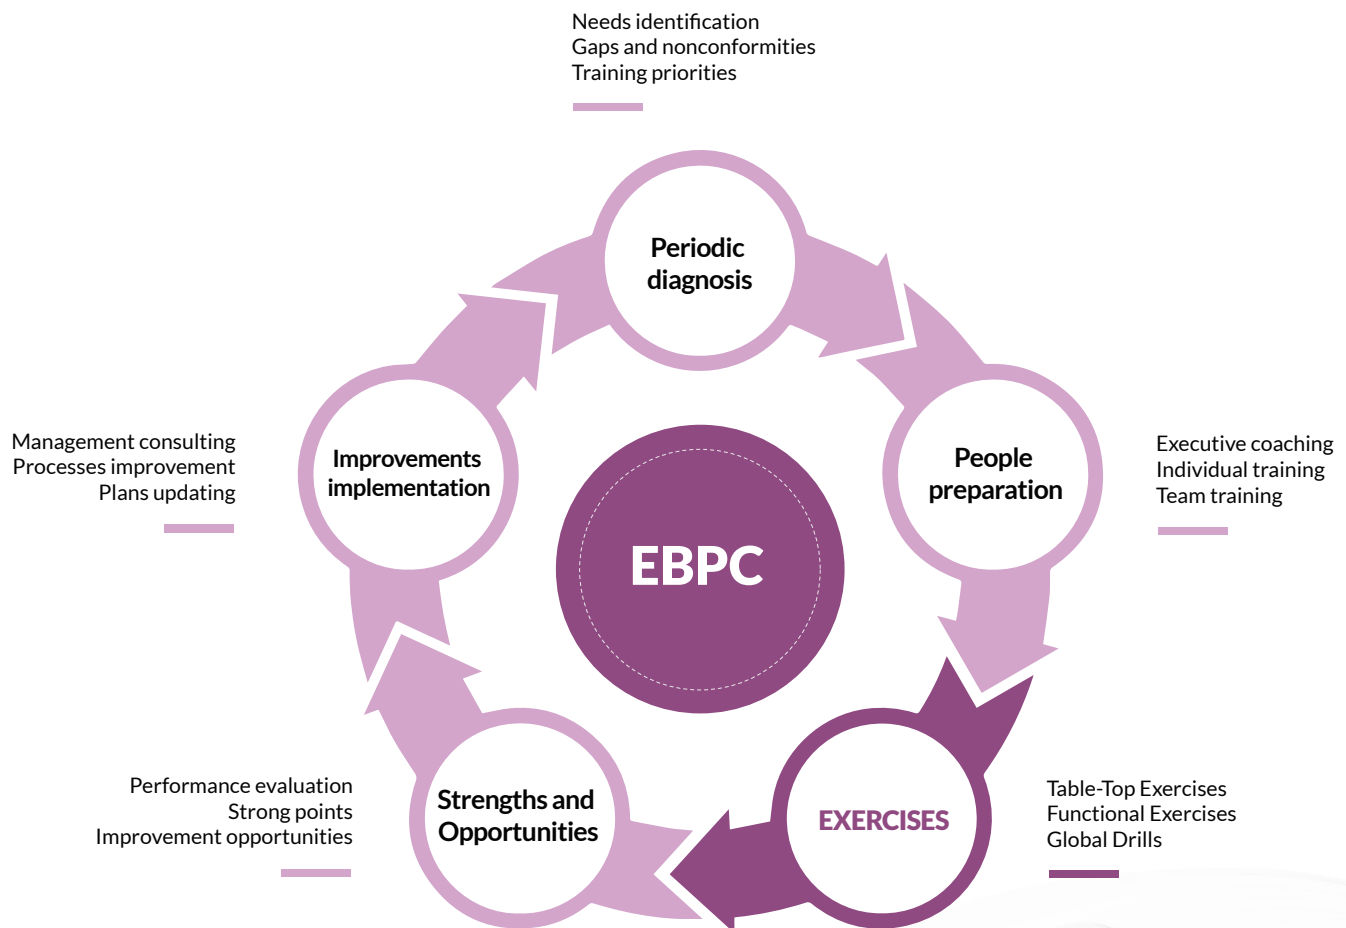 Needs identification
Gaps and nonconformities
Training priorities
Periodic
diagnosis
People
preparation
Executive coaching
Individual training
Team training
EXERCISES
Table-Top Exercises
Functional Exercises
Global Drills
Strengths and
Opportunities
Performance evaluation
Strong points
Improvement opportunities
Improvements
implementation
Management consulting
Processes improvement
Plans updating
EBPC